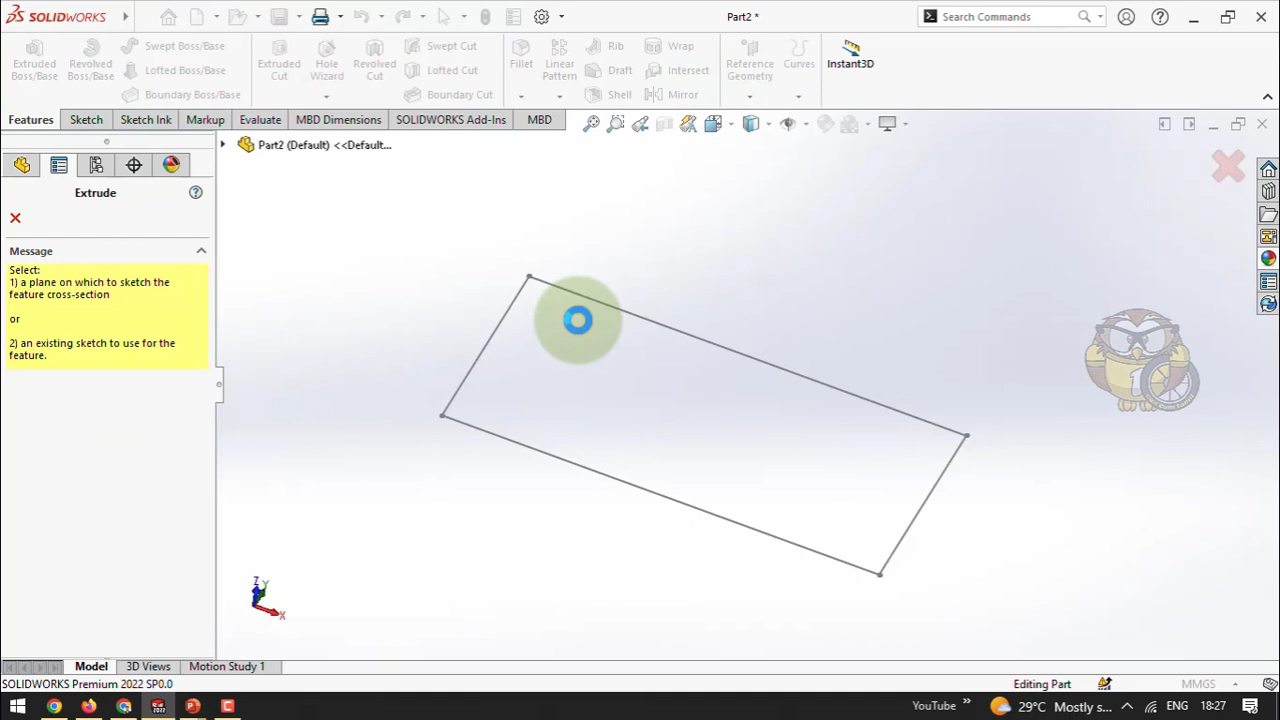 SOLIDWORKS
Part2 *
Search Commands
Extruded Boss/Base
Revolved Boss/Base
Swept Boss/Base
Lofted Boss/Base
Boundary Boss/Base
Extruded Cut
Hole Wizard
Revolved Cut
Swept Cut
Lofted Cut
Boundary Cut
Fillet
Linear Pattern
Rib
Draft
Shell
Wrap
Intersect
Mirror
Reference Geometry
Curves
Instant3D
Features
Sketch
Sketch Ink
Markup
Evaluate
MBD Dimensions
SOLIDWORKS Add-Ins
MBD
Part2 (Default) <<Default...
Extrude
Message
Select:
1) a plane on which to sketch the
feature cross-section
or
2) an existing sketch to use for the
feature.
Z
Y
X
Model
3D Views
Motion Study 1
SOLIDWORKS Premium 2022 SP0.0
Editing Part
MMGS
YouTube
29°C Mostly s...
ENG
18:27